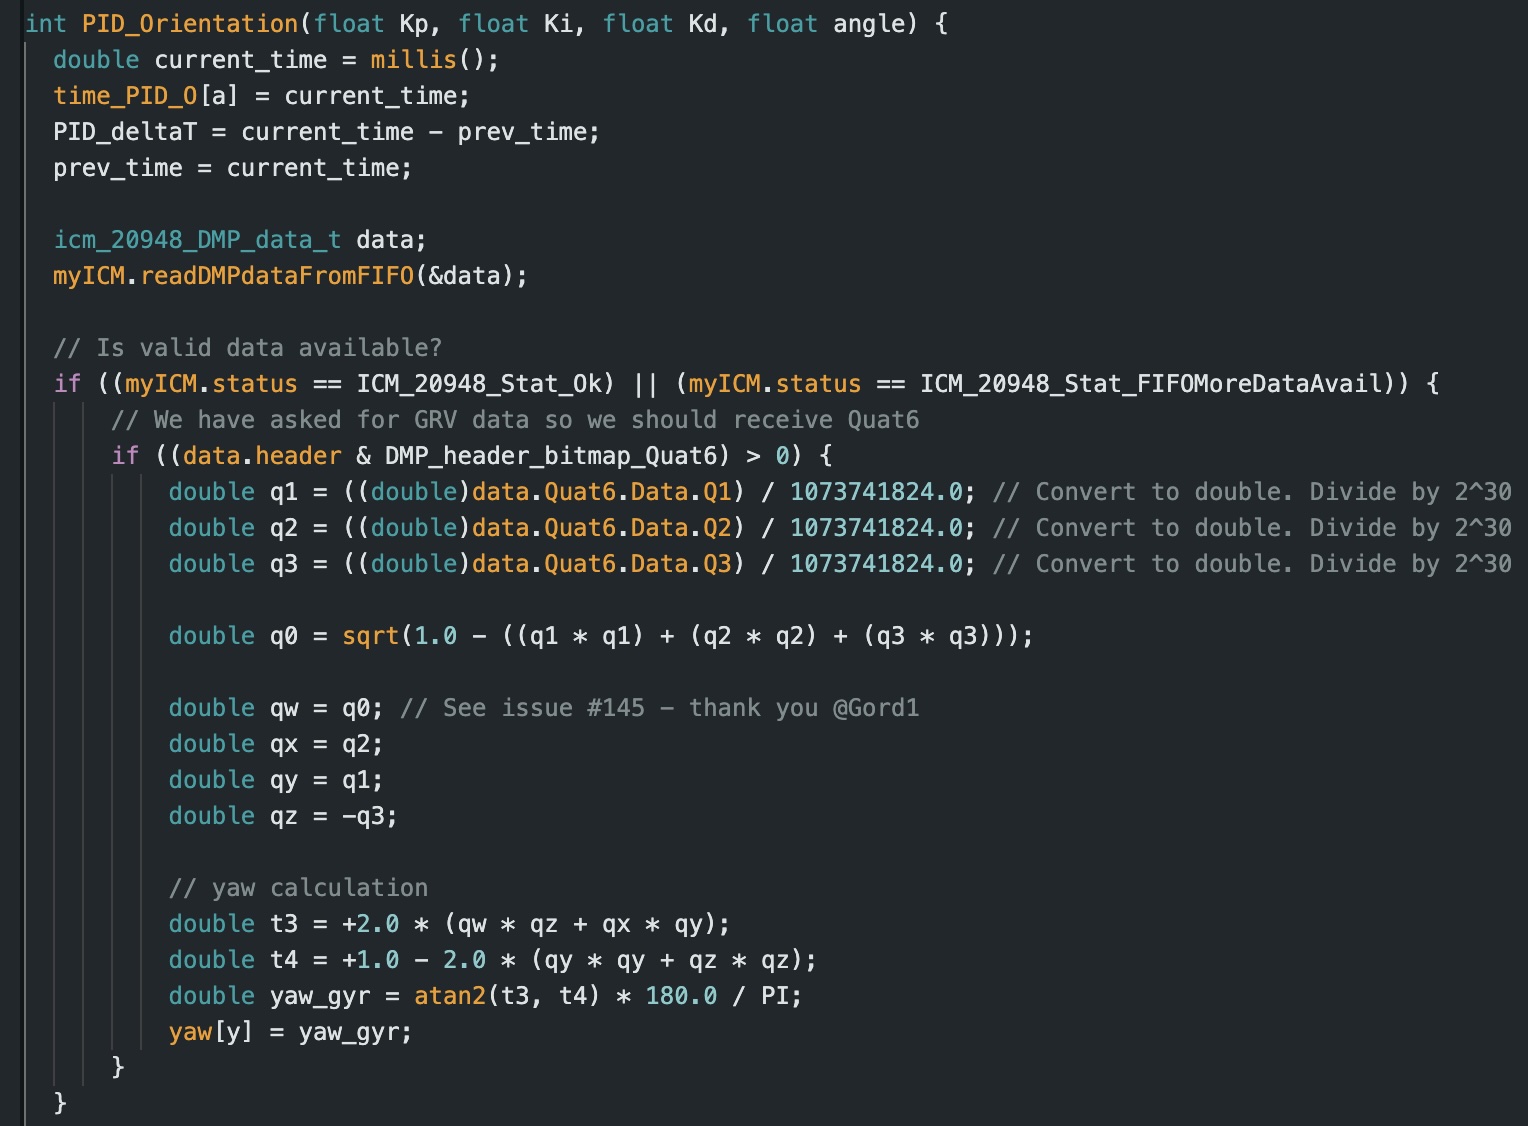 int PID_Orientation(float Kp, float Ki, float Kd, float angle) {
double current_time = millis();
time_PID_O[a] = current_time;
PID_deltaT = current_time - prev_time;
prev_time = current_time;
icm_20948_DMP_data_t data;
myICM.readDMPdataFromFIFO(&data);
// Is valid data available?
if ((myICM.status == ICM_20948_Stat_Ok) || (myICM.status == ICM_20948_Stat_FIFOMoreDataAvail)) {
// We have asked for GRV data so we should receive Quat6
if ((data.header & DMP_header_bitmap_Quat6) > 0) {
double q1 = ((double)data.Quat6.Data.Q1) / 1073741824.0; // Convert to double. Divide by 2^30
double q2 = ((double)data.Quat6.Data.Q2) / 1073741824.0; // Convert to double. Divide by 2^30
double q3 = ((double)data.Quat6.Data.Q3) / 1073741824.0; // Convert to double. Divide by 2^30
double q0 = sqrt(1.0 - ((q1 * q1) + (q2 * q2) + (q3 * q3)));
double qw = q0; // See issue #145 - thank you @Gord1
double qx = q2;
double qy = q1;
double qz = -q3;
// yaw calculation
double t3 = +2.0 * (qw * qz + qx * qy);
double t4 = +1.0 - 2.0 * (qy * qy + qz * qz);
double yaw_gyr = atan2(t3, t4) * 180.0 / PI;
yaw[y] = yaw_gyr;
}
}